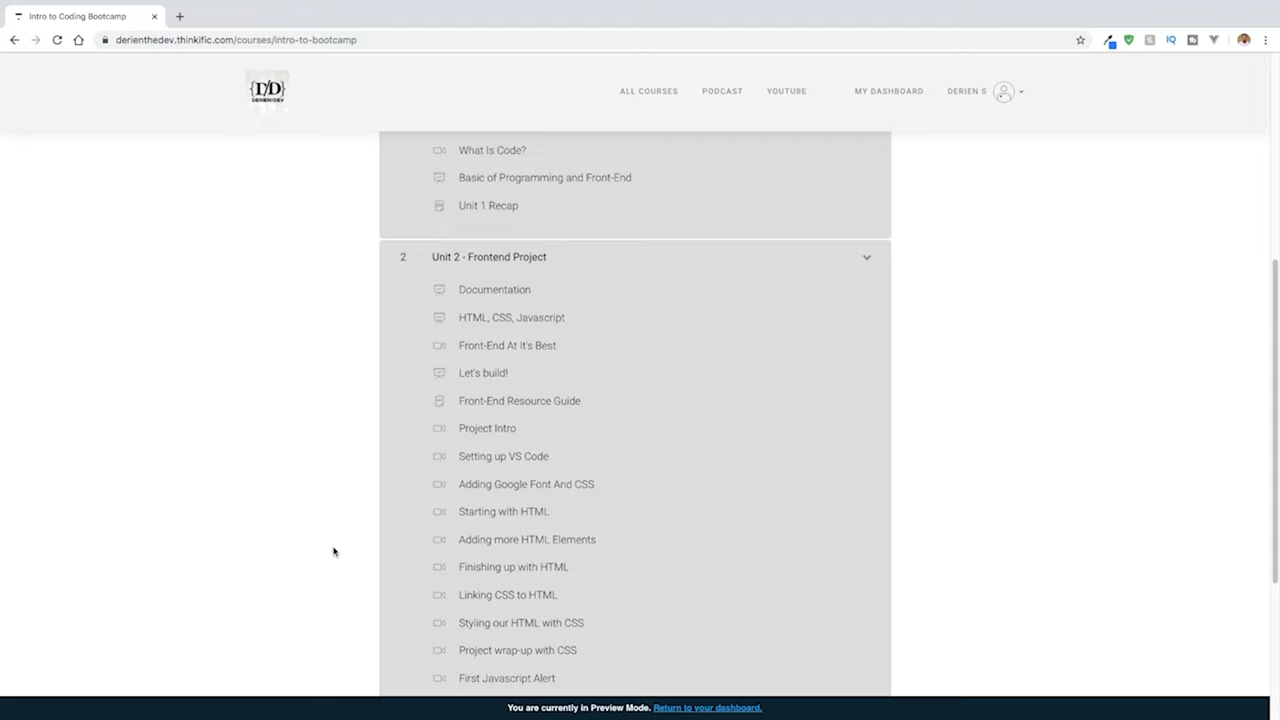 Intro to Coding Bootcamp
derienthedev.thinkific.com/courses/intro-to-bootcamp
IQ
{D/D}
DERIENTHEDEV
ALL COURSES PODCAST YOUTUBE MY DASHBOARD DERIEN S
What Is Code?
Basic of Programming and Front-End
Unit 1 Recap
2 Unit 2 - Frontend Project
Documentation
HTML, CSS, Javascript
Front-End At It's Best
Let's build!
Front-End Resource Guide
Project Intro
Setting up VS Code
Adding Google Font And CSS
Starting with HTML
Adding more HTML Elements
Finishing up with HTML
Linking CSS to HTML
Styling our HTML with CSS
Project wrap-up with CSS
First Javascript Alert
You are currently in Preview Mode. Return to your dashboard.